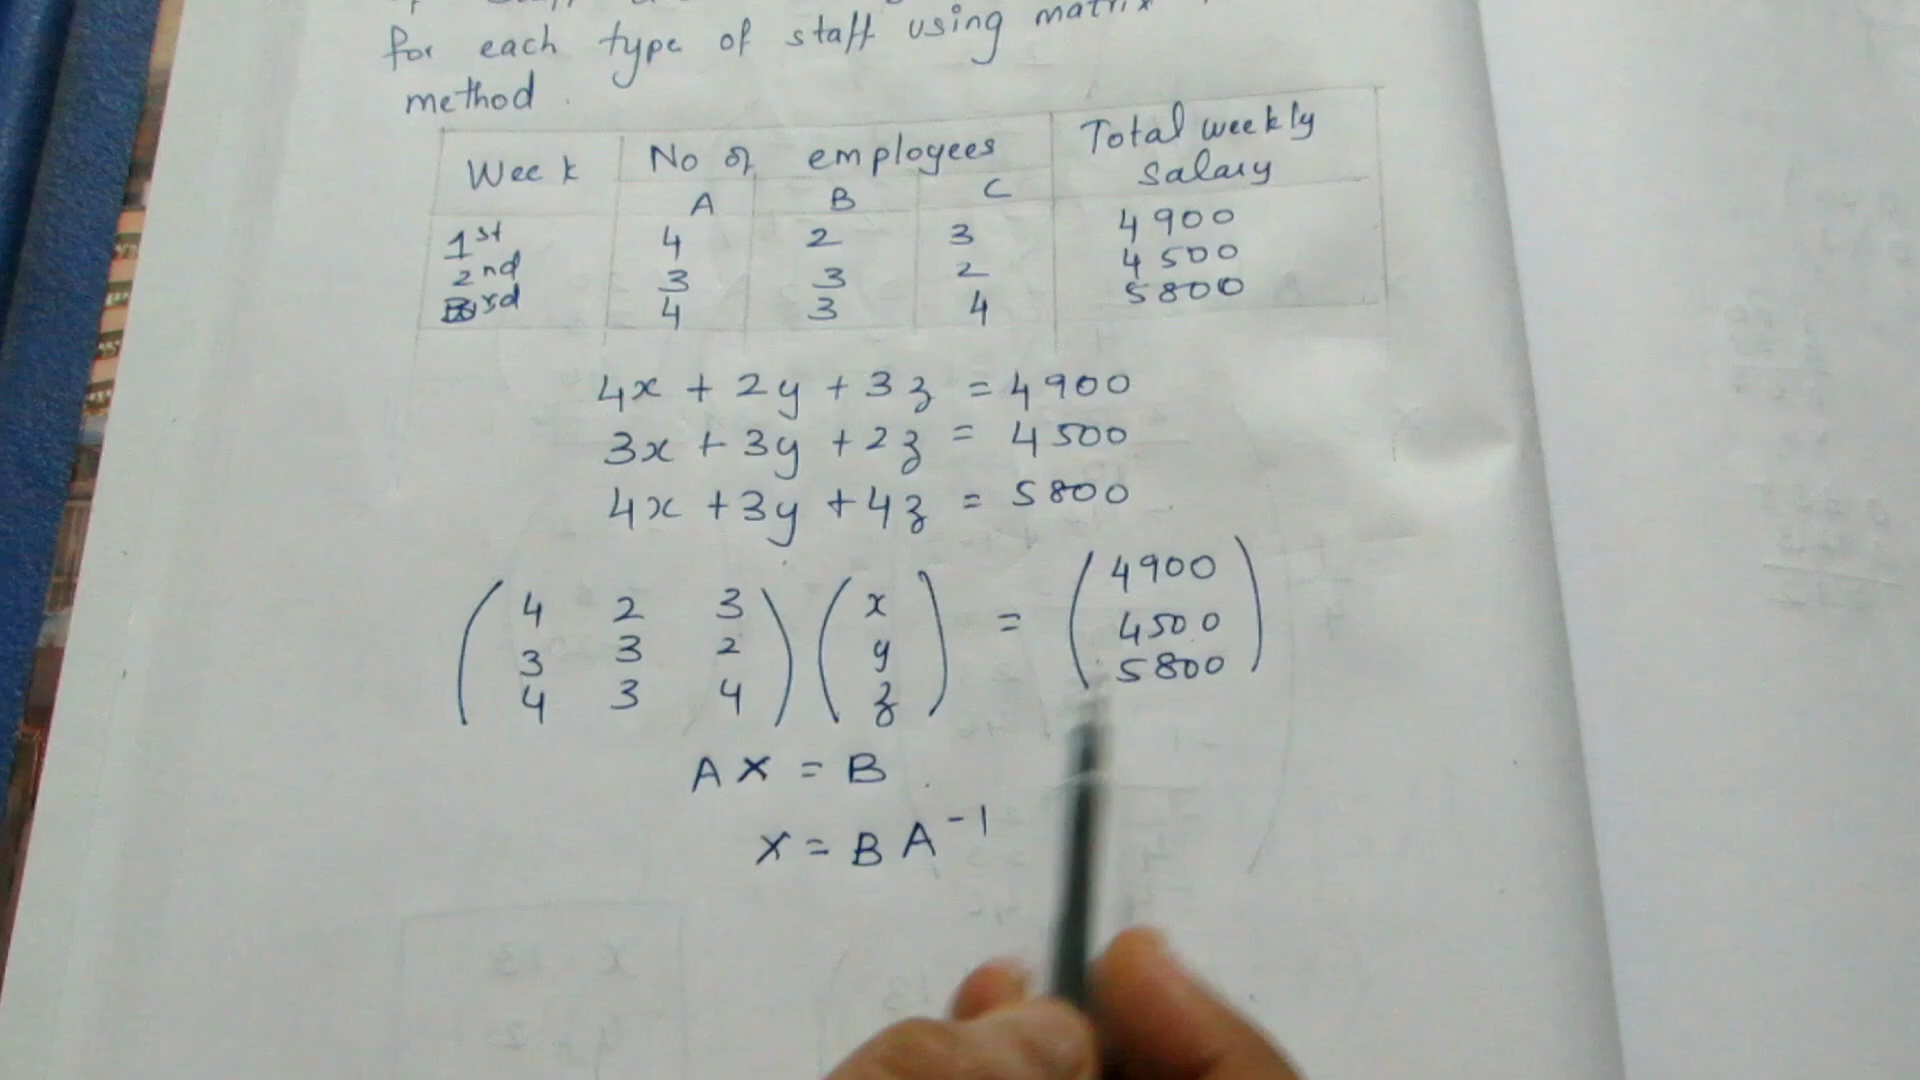 for each type of staff using matrix
method.
Week No of employees Total weekly salary
A B C
1st 4 2 3 4900
2nd 3 3 2 4500
3rd 4 3 4 5800
4x + 2y + 3z = 4900
3x + 3y + 2z = 4500
4x + 3y + 4z = 5800
4 2 3 x = 4900
3 3 2 y 4500
4 3 4 z 5800
AX = B
X = B A⁻¹